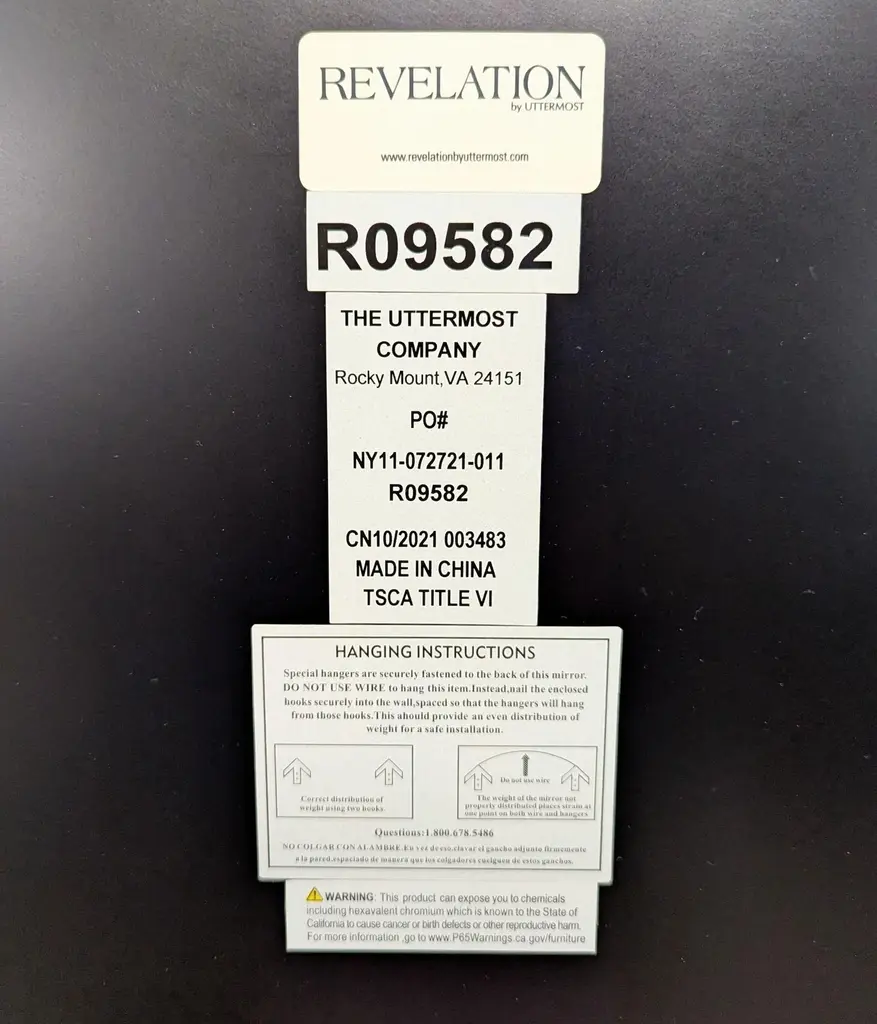 REVELATION
by UTTERMOST
www.revelationbyuttermost.com
R09582
THE UTTERMOST
COMPANY
Rocky Mount,VA 24151
PO#
NY11-072721-011
R09582
CN10/2021 003483
MADE IN CHINA
TSCA TITLE VI
HANGING INSTRUCTIONS
Special hangers are securely fastened to the back of this mirror.
DO NOT USE WIRE to hang this item.Instead,nail the enclosed
hooks securely into the wall,spaced so that the hangers will hang
from those hooks.This ahould provide an even distribution of
weight for a safe installation.
Correct distribution of
weight using two hooks.
Do not use wire
The weight of the mirror not
properly distributed places strain at
one point on both wire and hangers
Questions:1.800.678.5486
NO COLGAR CON ALAMBRE.En vez de eso,clavar el gancho adjunto firmemente
a la pared,espaciado de manera que los colgadores cuelguen de estos ganchos.
WARNING: This product can expose you to chemicals
including hexavalent chromium which is known to the State of
California to cause cancer or birth defects or other reproductive harm.
For more information ,go to www.P65Warnings.ca.gov/furniture